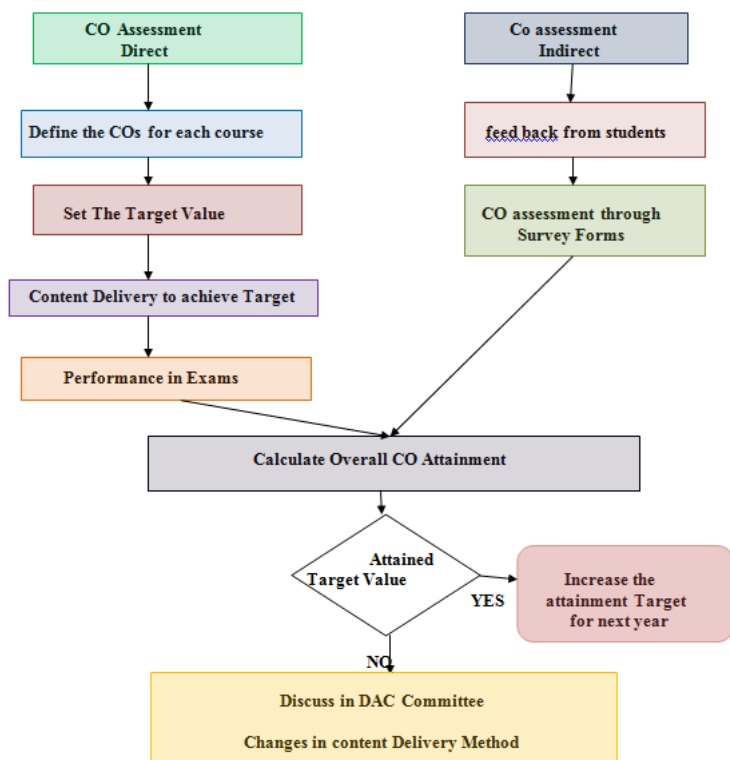 CO Assessment
Direct
Co assessment
Indirect
Define the COs for each course
feed back from students
Set The Target Value
CO assessment through
Survey Forms
Content Delivery to achieve Target
Performance in Exams
Calculate Overall CO Attainment
Attained
Target Value
YES
Increase the
attainment Target
for next year
NO
Discuss in DAC Committee
Changes in content Delivery Method